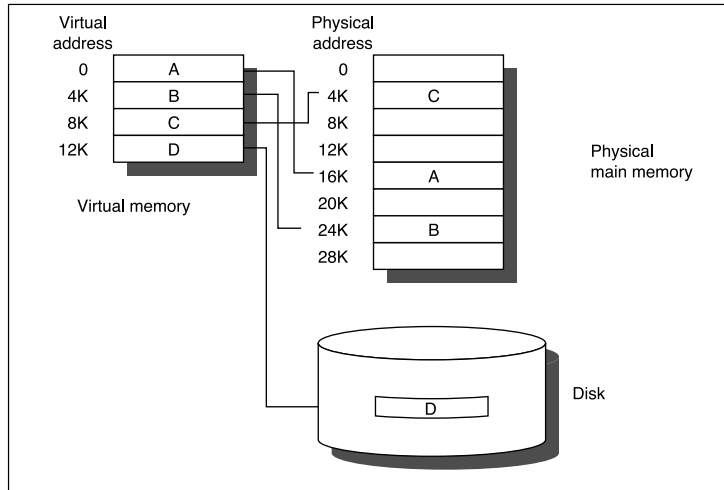 Virtual address
0 A
4K B
8K C
12K D
Virtual memory
Physical address
0
4K C
8K
12K
16K A
20K
24K B
28K
Physical main memory
D
Disk